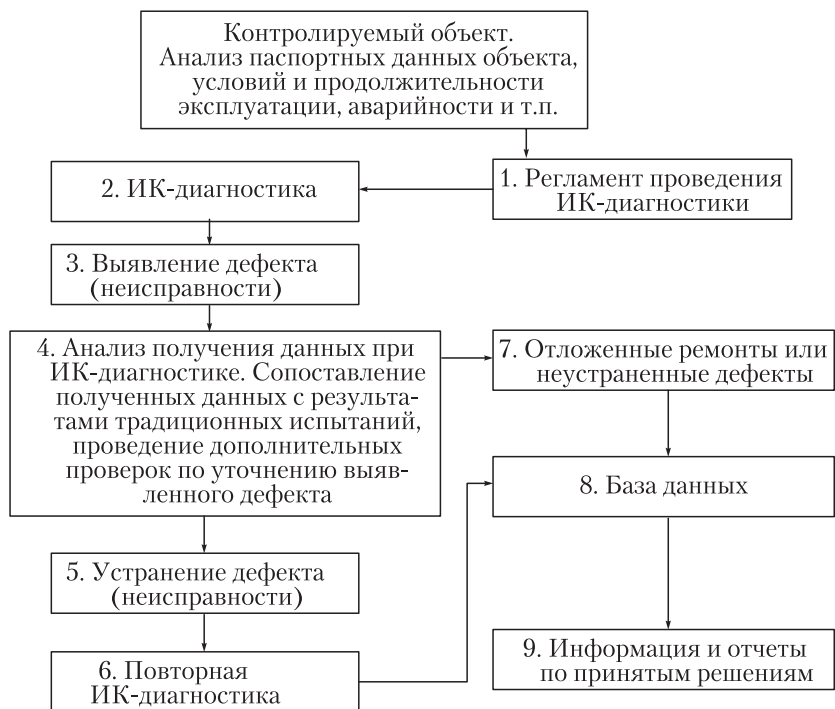 Контролируемый объект.
Анализ паспортных данных объекта,
условий и продолжительности
эксплуатации, аварийности и т.п.
1. Регламент проведения
ИК-диагностики
2. ИК-диагностика
3. Выявление дефекта
(неисправности)
4. Анализ получения данных при
ИК-диагностике. Сопоставление
полученных данных с результа-
тами традиционных испытаний,
проведение дополнительных
проверок по уточнению выяв-
ленного дефекта
5. Устранение дефекта
(неисправности)
6. Повторная
ИК-диагностика
7. Отложенные ремонты или
неустраненные дефекты
8. База данных
9. Информация и отчеты
по принятым решениям